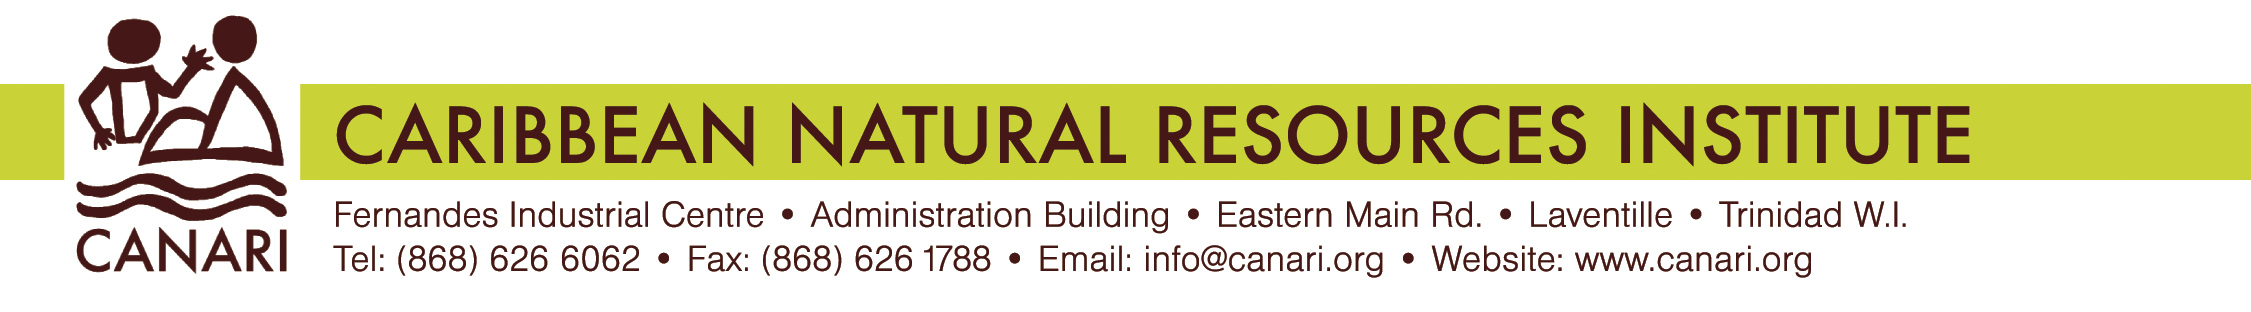 CARIBBEAN NATURAL RESOURCES INSTITUTE
Fernandes Industrial Centre • Administration Building • Eastern Main Rd. • Laventille • Trinidad W.I.
Tel: (868) 626 6062 • Fax: (868) 626 1788 • Email: info@canari.org • Website: www.canari.org
CANARI